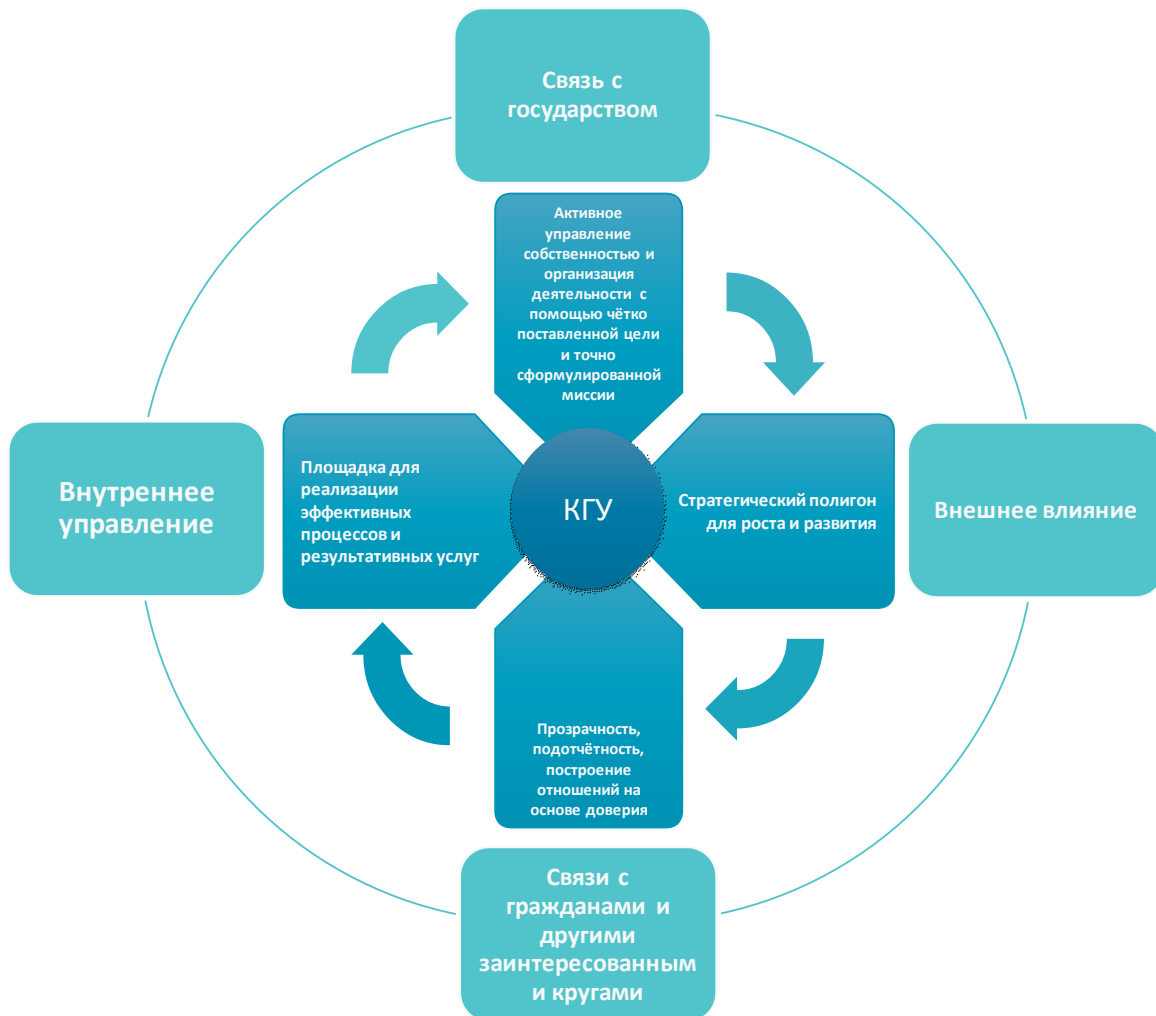 Связь с
государством
Активное
управление
собственностью и
организация
деятельности с
помощью чётко
поставленной цели
и точно
сформулированной
миссии
Внутреннее
управление
Площадка для
реализации
эффективных
процессов и
результативных услуг
КГУ
Стратегический полигон
для роста и развития
Внешнее влияние
Прозрачность,
подотчётность,
построение
отношений на
основе доверия
Связи с
гражданами и
другими
заинтересованным
и кругами